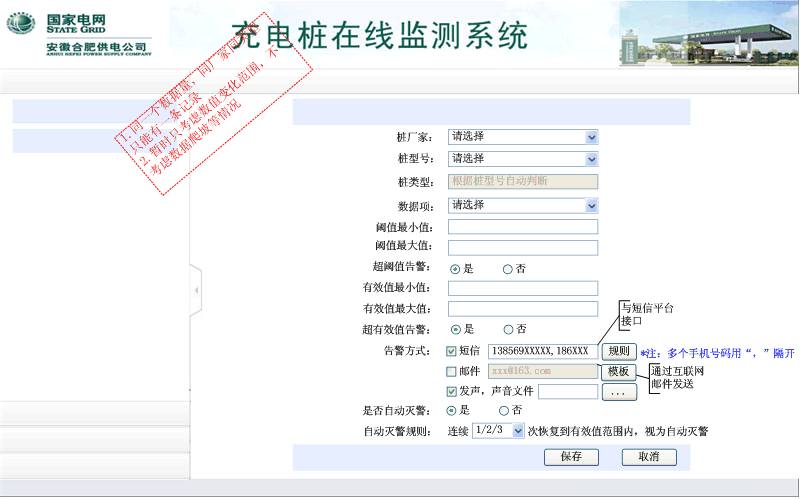 国家电网
STATE GRID
安徽合肥供电公司
ANHUI HEFEI POWER SUPPLY COMPANY
充电桩在线监测系统
1. 同一个数据量，同厂家同
只能有一条记录
2. 暂时只考虑数值变化范围，不
考虑数据爬坡等情况
桩厂家： 请选择
桩型号： 请选择
桩类型： 根据桩型号自动判断
数据项： 请选择
阈值最小值：
阈值最大值：
超阈值告警： 是 否
有效值最小值：
有效值最大值：
与短信平台
接口
超有效值告警： 是 否
告警方式： 短信 138569XXXXX,186XXX 规则 *注：多个手机号码用“，”隔开
邮件 xxx@163.com 模板
通过互联网
邮件发送
发声，声音文件 ...
是否自动灭警： 是 否
自动灭警规则： 连续 1/2/3 次恢复到有效值范围内，视为自动灭警
保存 取消